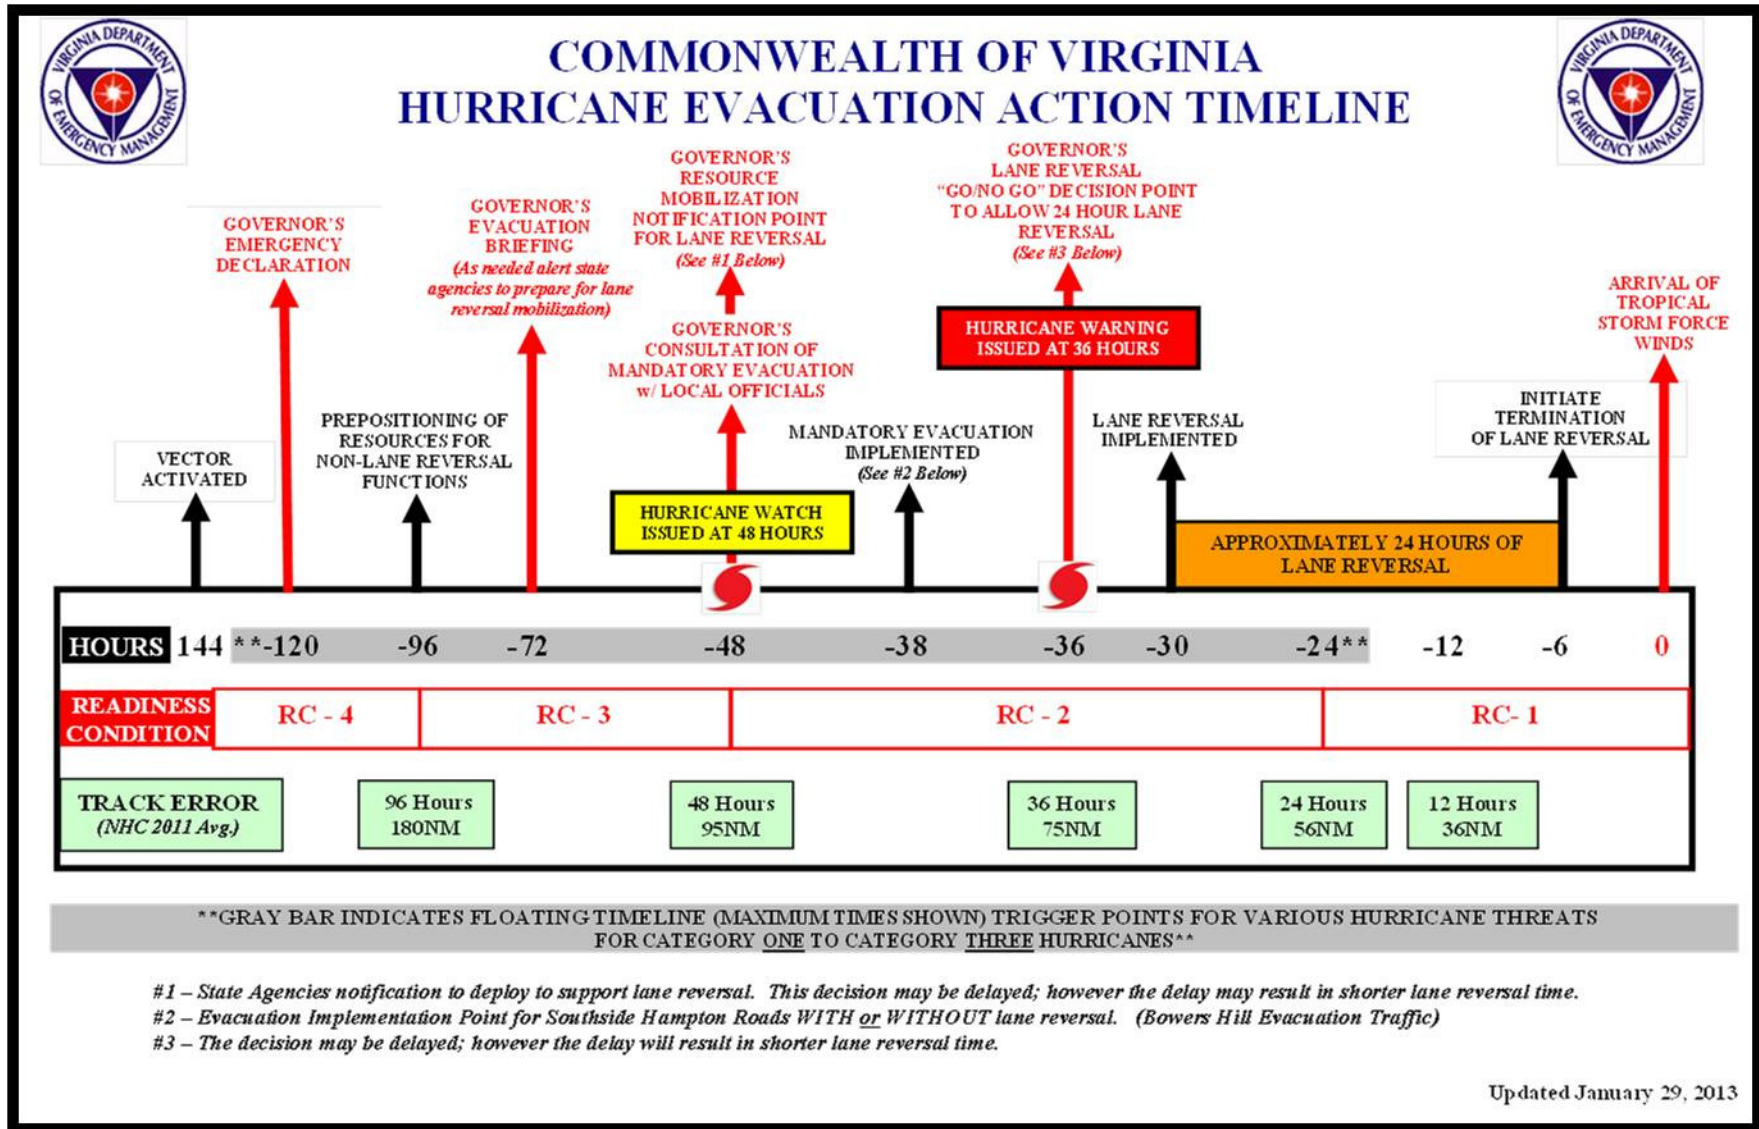 VIRGINIA DEPARTMENT
OF EMERGENCY MANAGEMENT
COMMONWEALTH OF VIRGINIA
HURRICANE EVACUATION ACTION TIMELINE
VIRGINIA DEPARTMENT
OF EMERGENCY MANAGEMENT
VECTOR
ACTIVATED
GOVERNOR'S
EMERGENCY
DECLARATION
PREPOSITIONING OF
RESOURCES FOR
NON-LANE REVERSAL
FUNCTIONS
GOVERNOR'S
EVACUATION
BRIEFING
(As needed alert state
agencies to prepare for lane
reversal mobilization)
GOVERNOR'S
RESOURCE
MOBILIZATION
NOTIFICATION POINT
FOR LANE REVERSAL
(See #1 Below)
GOVERNOR'S
CONSULTATION OF
MANDATORY EVACUATION
w/ LOCAL OFFICIALS
HURRICANE WATCH
ISSUED AT 48 HOURS
MANDATORY EVACUATION
IMPLEMENTED
(See #2 Below)
GOVERNOR'S
LANE REVERSAL
"GO/NO GO" DECISION POINT
TO ALLOW 24 HOUR LANE
REVERSAL
(See #3 Below)
HURRICANE WARNING
ISSUED AT 36 HOURS
LANE REVERSAL
IMPLEMENTED
APPROXIMATELY 24 HOURS OF
LANE REVERSAL
INITIATE
TERMINATION
OF LANE REVERSAL
ARRIVAL OF
TROPICAL
STORM FORCE
WINDS
HOURS 144 **-120 -96 -72 -48 -38 -36 -30 -24** -12 -6 0
READINESS
CONDITION
RC - 4
RC - 3
RC - 2
RC- 1
TRACK ERROR
(NHC 2011 Avg.)
96 Hours
180NM
48 Hours
95NM
36 Hours
75NM
24 Hours
56NM
12 Hours
36NM
**GRAY BAR INDICATES FLOATING TIMELINE (MAXIMUM TIMES SHOWN) TRIGGER POINTS FOR VARIOUS HURRICANE THREATS
FOR CATEGORY ONE TO CATEGORY THREE HURRICANES**
#1 – State Agencies notification to deploy to support lane reversal. This decision may be delayed; however the delay may result in shorter lane reversal time.
#2 – Evacuation Implementation Point for Southside Hampton Roads WITH or WITHOUT lane reversal. (Bowers Hill Evacuation Traffic)
#3 – The decision may be delayed; however the delay will result in shorter lane reversal time.
Updated January 29, 2013